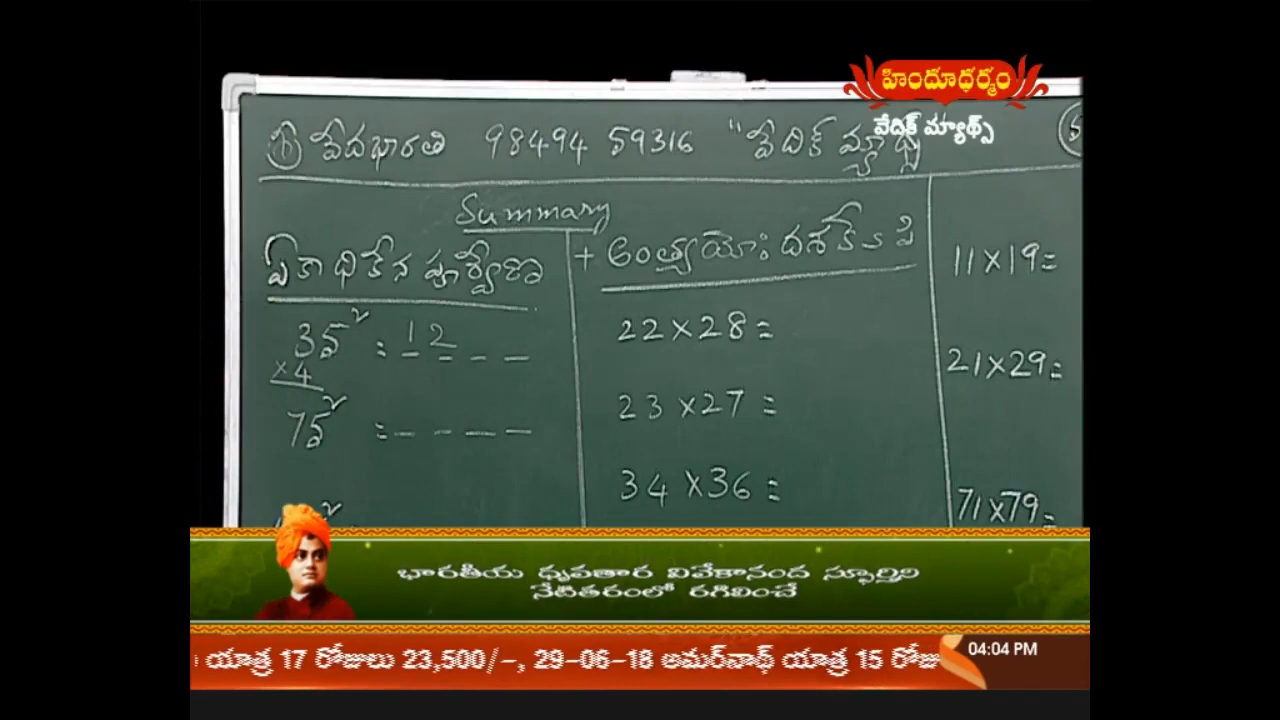 హిందూధర్మం
వేదిక్ మ్యాథ్స్
వేదభారతి 98494 59316 "వేదిక్ మ్యాథ్స్
Summary
ఏకాధికేన పూర్వేణ + అంత్యయోః దశకేఽపి
35² = 12 _ _
×4
75² = _ _ _ _
22×28=
23×27=
34×36=
11×19=
21×29=
71×79=
భారతీయ ధృవతార వివేకానంద స్ఫూర్తిని
నేటితరంలో రగిలించే
యాత్ర 17 రోజులు 23,500/-, 29-06-18 అమర్‌నాథ్ యాత్ర 15 రోజు
04:04 PM